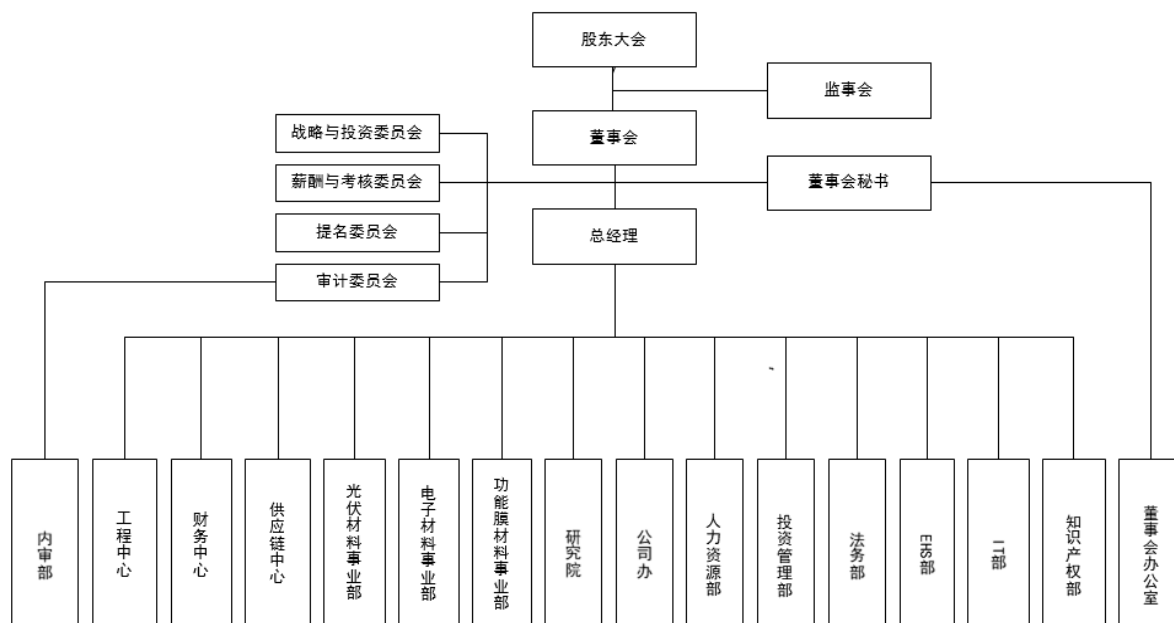 股东大会
监事会
董事会
战略与投资委员会
薪酬与考核委员会
董事会秘书
提名委员会
总经理
审计委员会
内审部
工程中心
财务中心
供应链中心
光伏材料事业部
电子材料事业部
功能膜材料事业部
研究院
公司办
人力资源部
投资管理部
法务部
EHS部
IT部
知识产权部
董事会办公室